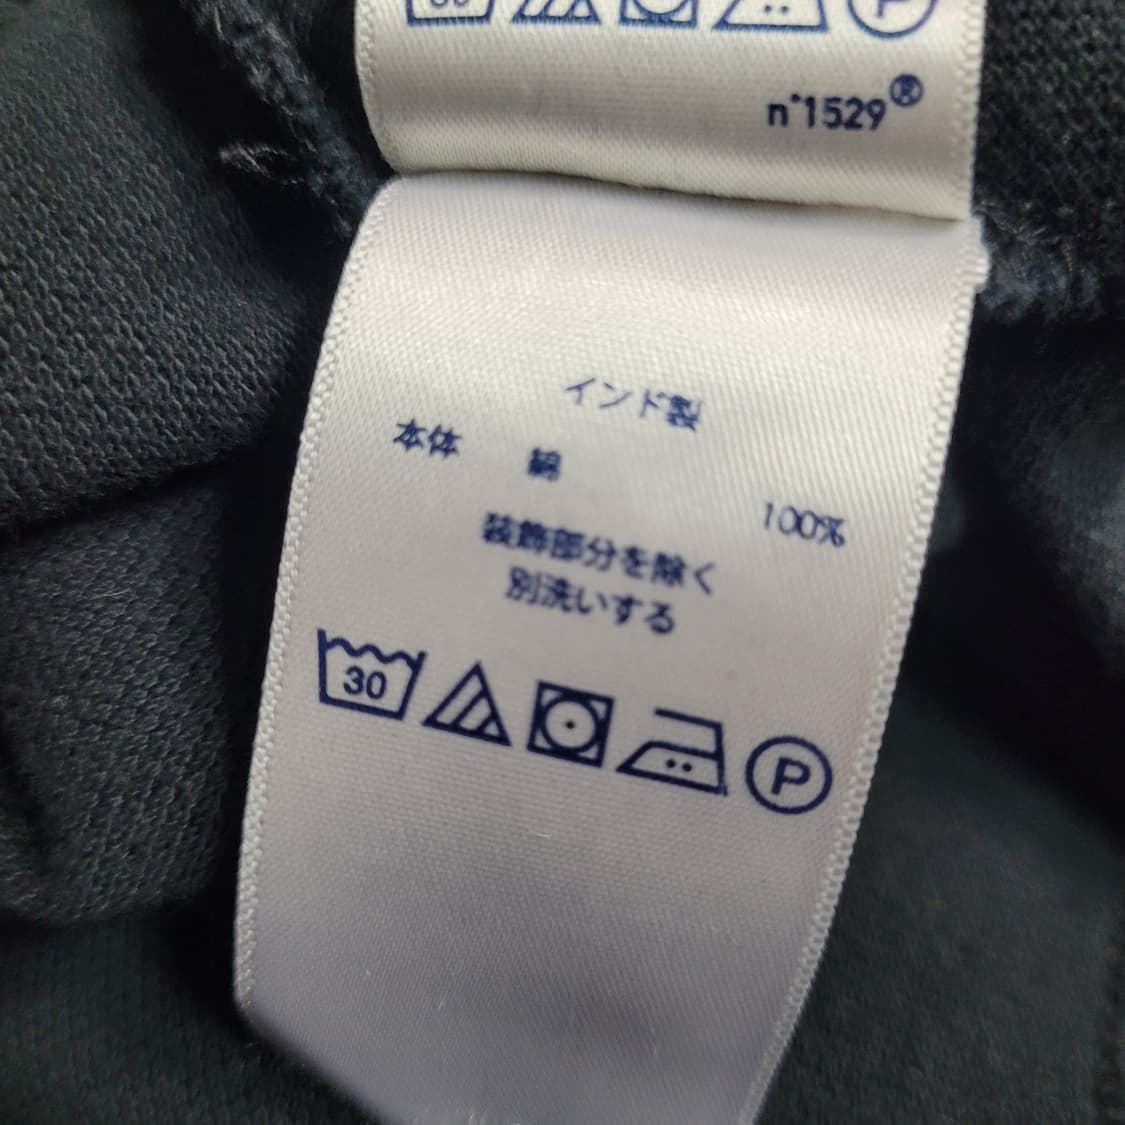 n°1529®
インド製
本体 綿 100%
装飾部分を除く
別洗いする
30
P